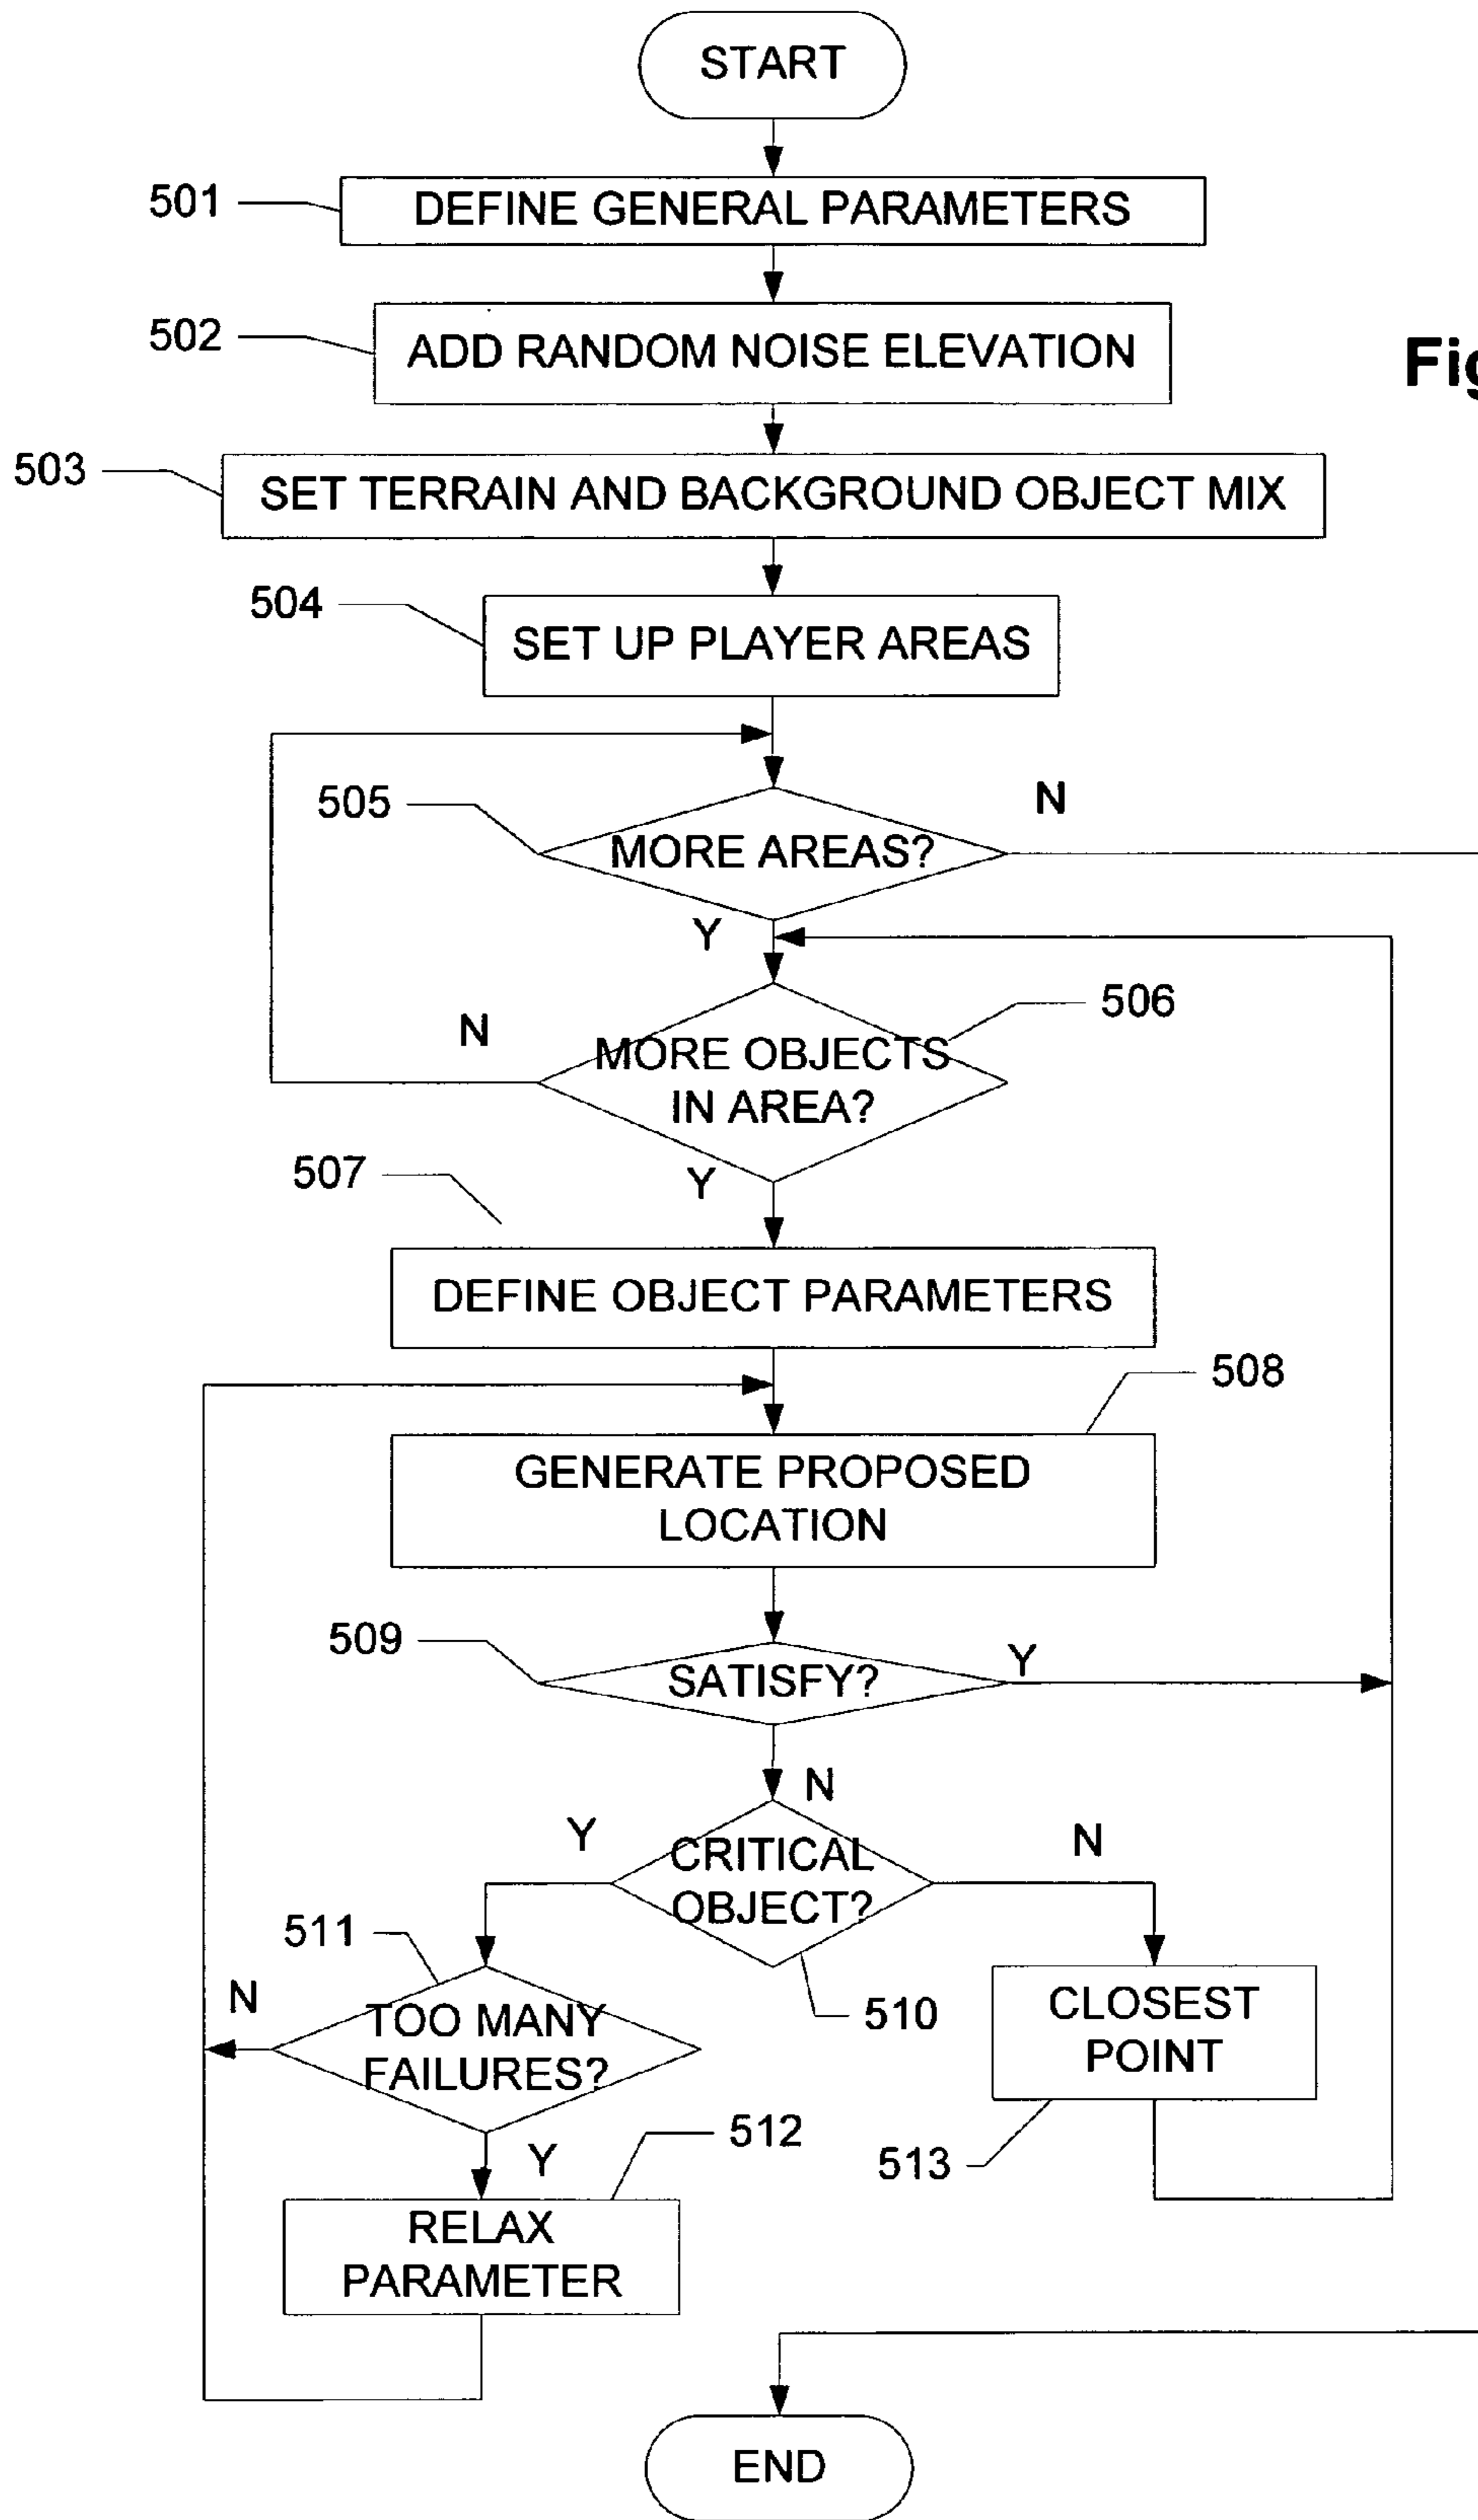 START
501
DEFINE GENERAL PARAMETERS
502
ADD RANDOM NOISE ELEVATION
Fig
503
SET TERRAIN AND BACKGROUND OBJECT MIX
504
SET UP PLAYER AREAS
505
MORE AREAS?
N
Y
506
N
MORE OBJECTS
IN AREA?
507
Y
DEFINE OBJECT PARAMETERS
508
GENERATE PROPOSED
LOCATION
509
SATISFY?
Y
N
Y
CRITICAL
OBJECT?
N
511
510
N
TOO MANY
FAILURES?
CLOSEST
POINT
512
513
Y
RELAX
PARAMETER
END